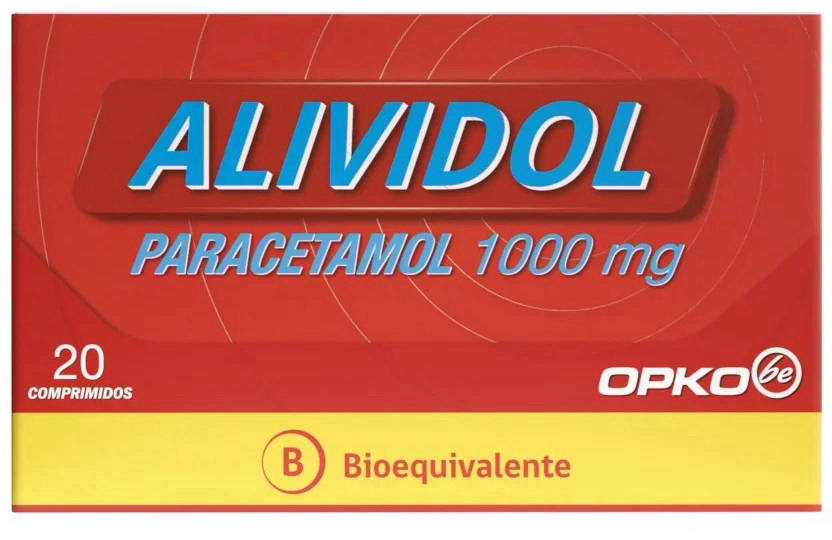 ALIVIDOL
PARACETAMOL 1000 mg
20
COMPRIMIDOS
OPKO be
B Bioequivalente